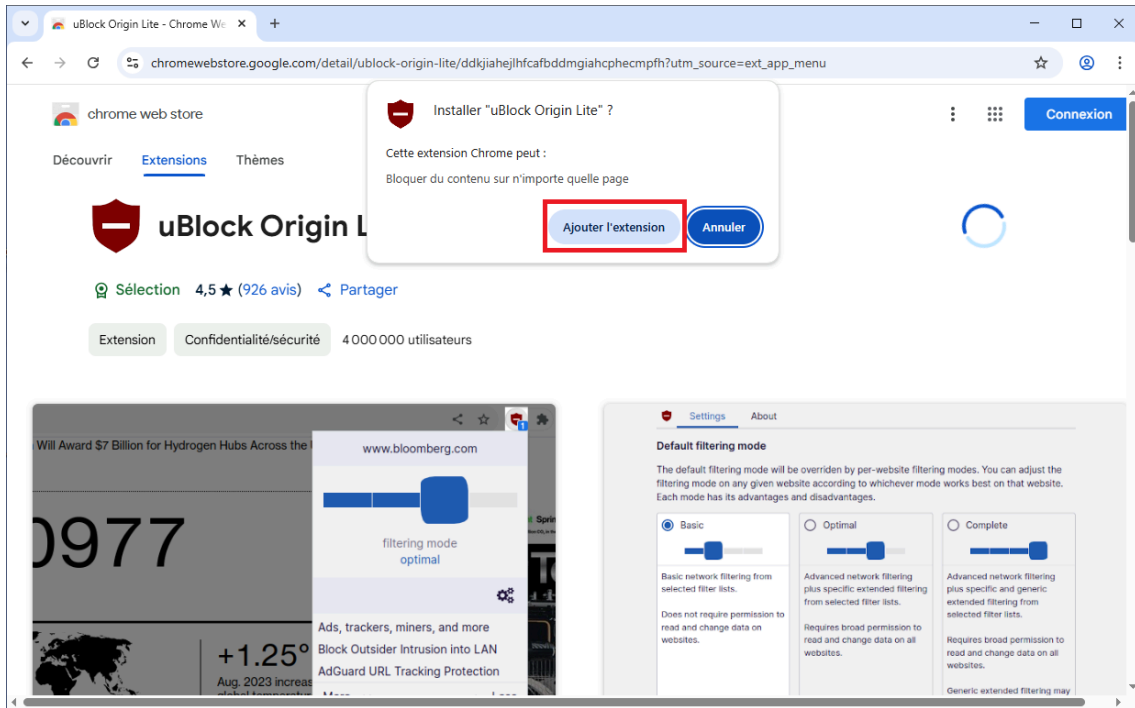 uBlock Origin Lite - Chrome We
chromewebstore.google.com/detail/ublock-origin-lite/ddkjiahejlhfcafbddmgiahcphecmpfh?utm_source=ext_app_menu
chrome web store
Connexion
Découvrir Extensions Thèmes
Installer "uBlock Origin Lite" ?
Cette extension Chrome peut :
Bloquer du contenu sur n'importe quelle page
Ajouter l'extension Annuler
uBlock Origin L
Sélection 4,5 ★ (926 avis) Partager
Extension Confidentialité/sécurité 4 000 000 utilisateurs
Will Award $7 Billion for Hydrogen Hubs Across the
1
www.bloomberg.com
0977
Sprin
filtering mode
optimal
Ads, trackers, miners, and more
Block Outsider Intrusion into LAN
AdGuard URL Tracking Protection
+1.25°
Aug. 2023 increas
Settings About
Default filtering mode
The default filtering mode will be overriden by per-website filtering modes. You can adjust the
filtering mode on any given website according to whichever mode works best on that website.
Each mode has its advantages and disadvantages.
Basic
Basic network filtering from
selected filter lists.
Does not require permission to
read and change data on
websites.
Optimal
Advanced network filtering
plus specific extended filtering
from selected filter lists.
Requires broad permission to
read and change data on all
websites.
Complete
Advanced network filtering
plus specific and generic
extended filtering from
selected filter lists.
Requires broad permission to
read and change data on all
websites.
Generic extended filtering may